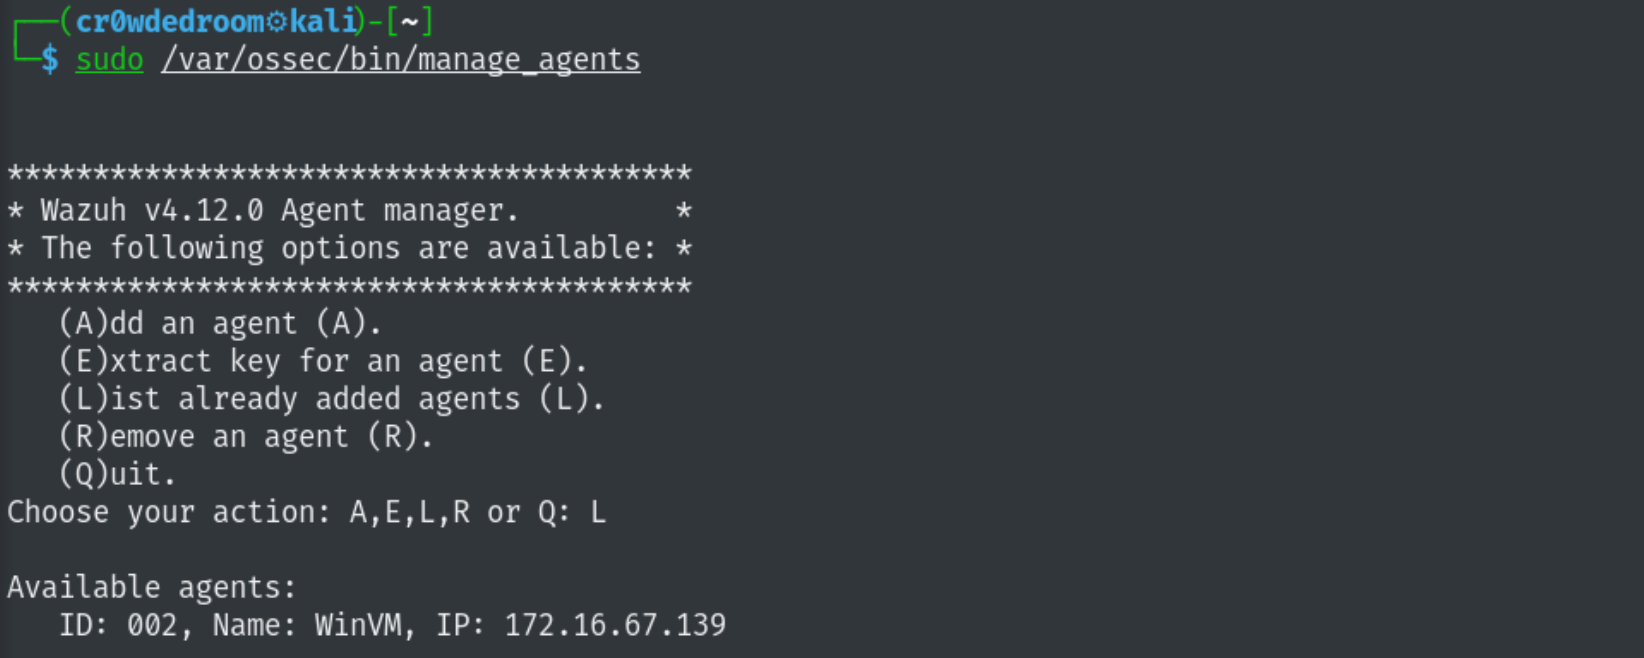 ┌──(cr0wdedroom⚙kali)-[~]
└─$ sudo /var/ossec/bin/manage_agents
****************************************
* Wazuh v4.12.0 Agent manager.         *
* The following options are available: *
****************************************
   (A)dd an agent (A).
   (E)xtract key for an agent (E).
   (L)ist already added agents (L).
   (R)emove an agent (R).
   (Q)uit.
Choose your action: A,E,L,R or Q: L
Available agents:
   ID: 002, Name: WinVM, IP: 172.16.67.139